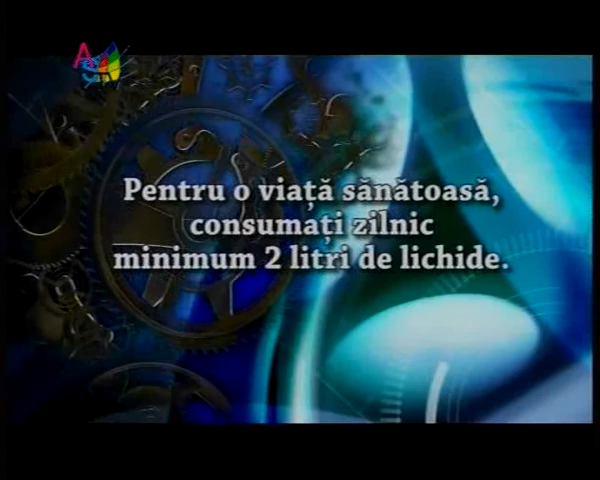 Pentru o viață sănătoasă,
consumați zilnic
minimum 2 litri de lichide.